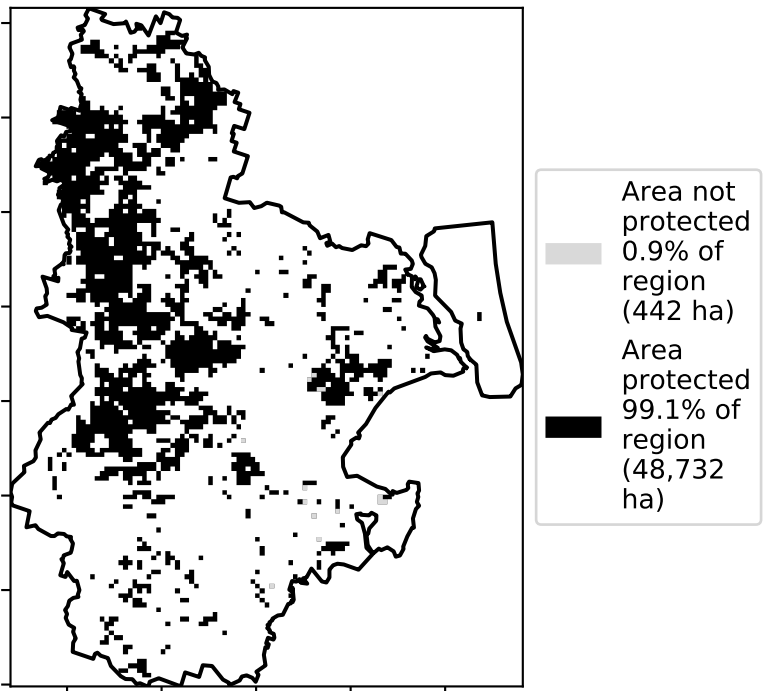 Area not
protected
0.9% of
region
(442 ha)
Area
protected
99.1% of
region
(48,732
ha)